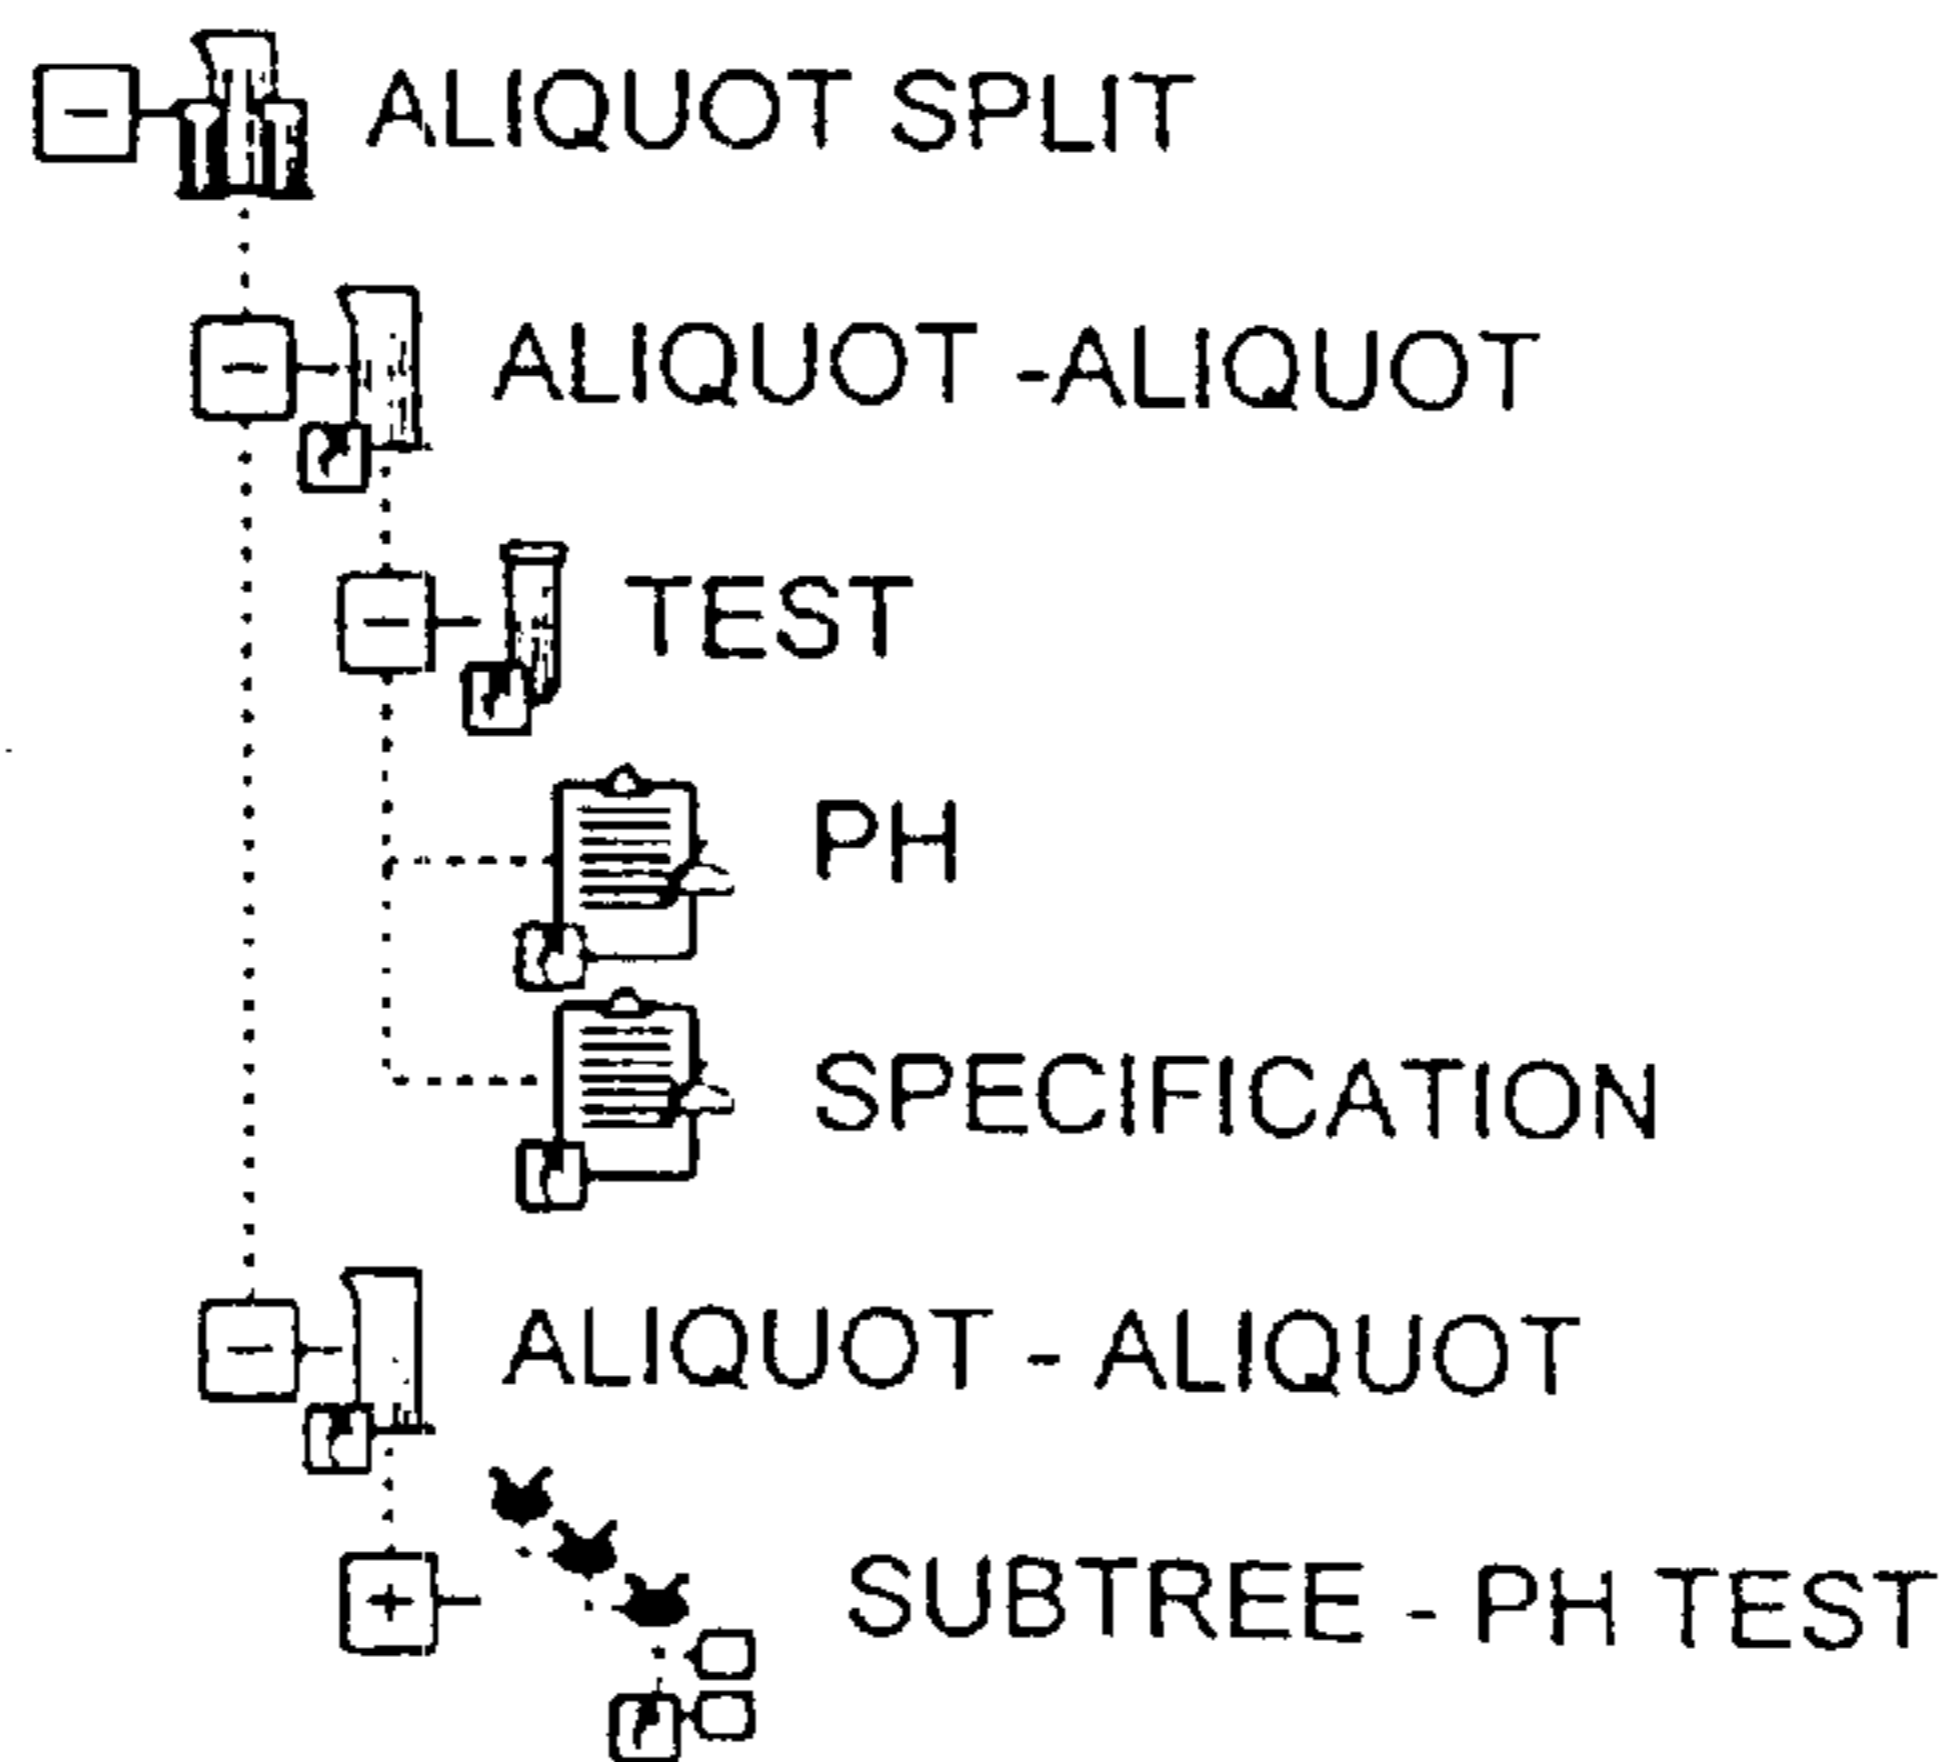 ALIQUOT SPLIT
ALIQUOT -ALIQUOT
TEST
PH
SPECIFICATION
ALIQUOT - ALIQUOT
SUBTREE - PH TEST